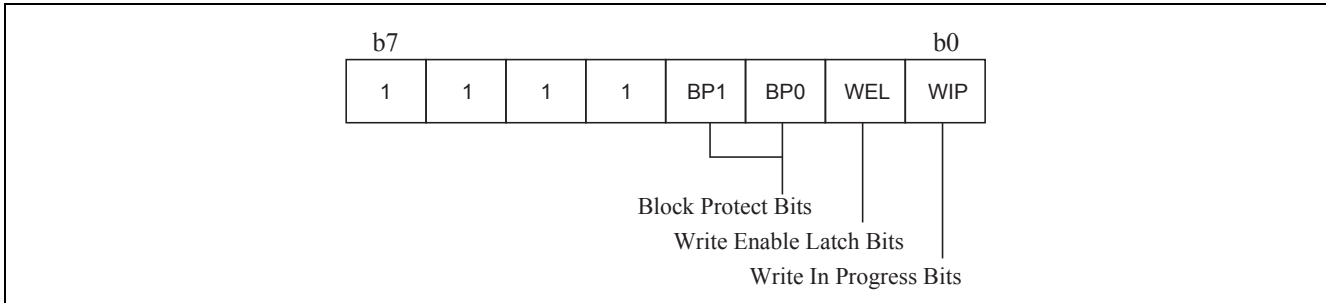 b7 b0
1 1 1 1 BP1 BP0 WEL WIP
Block Protect Bits
Write Enable Latch Bits
Write In Progress Bits